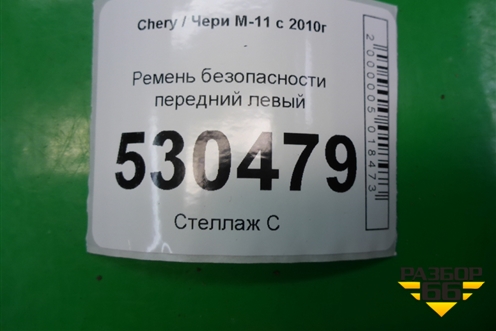 Chery / Чери М-11 с 2010г
Ремень безопасности
передний левый
530479
Стеллаж С
2000005018473
РАЗБОР
66